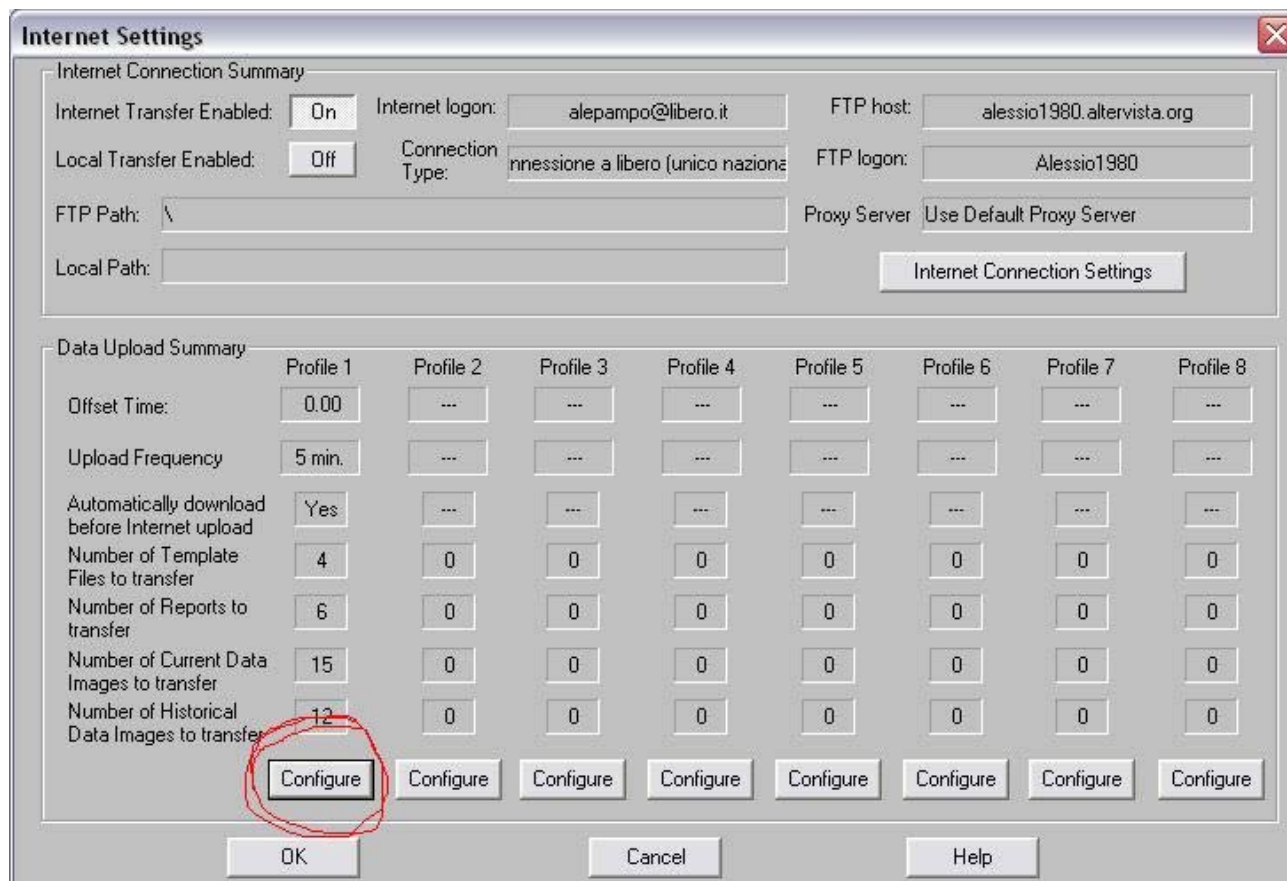 Internet Settings
Internet Connection Summary
Internet Transfer Enabled: On Internet logon: alepampo@libero.it FTP host: alessio1980.altervista.org
Local Transfer Enabled: Off Connection Type: nnessione a libero (unico naziona FTP logon: Alessio1980
FTP Path: \ Proxy Server Use Default Proxy Server
Local Path: Internet Connection Settings
Data Upload Summary
Profile 1 Profile 2 Profile 3 Profile 4 Profile 5 Profile 6 Profile 7 Profile 8
Offset Time: 0.00 --- --- --- --- --- --- ---
Upload Frequency 5 min. --- --- --- --- --- --- ---
Automatically download
before Internet upload Yes --- --- --- --- --- --- ---
Number of Template
Files to transfer 4 0 0 0 0 0 0 0
Number of Reports to
transfer 6 0 0 0 0 0 0 0
Number of Current Data
Images to transfer 15 0 0 0 0 0 0 0
Number of Historical
Data Images to transfer 12 0 0 0 0 0 0 0
Configure Configure Configure Configure Configure Configure Configure Configure
OK Cancel Help